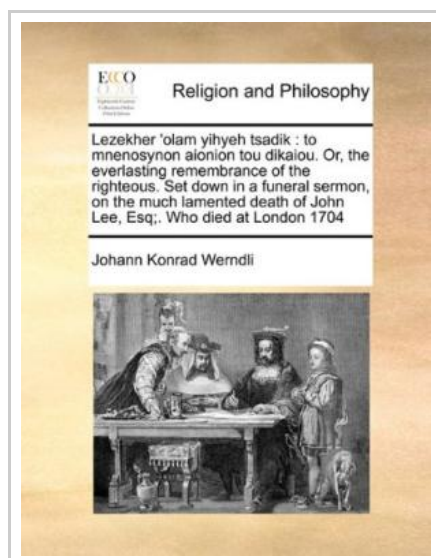 ECCO
Religion and Philosophy
Lezekher 'olam yihyeh tsadik : to
mnenosynon aionion tou dikaiou. Or, the
everlasting remembrance of the
righteous. Set down in a funeral sermon,
on the much lamented death of John
Lee, Esq;. Who died at London 1704
Johann Konrad Werndli